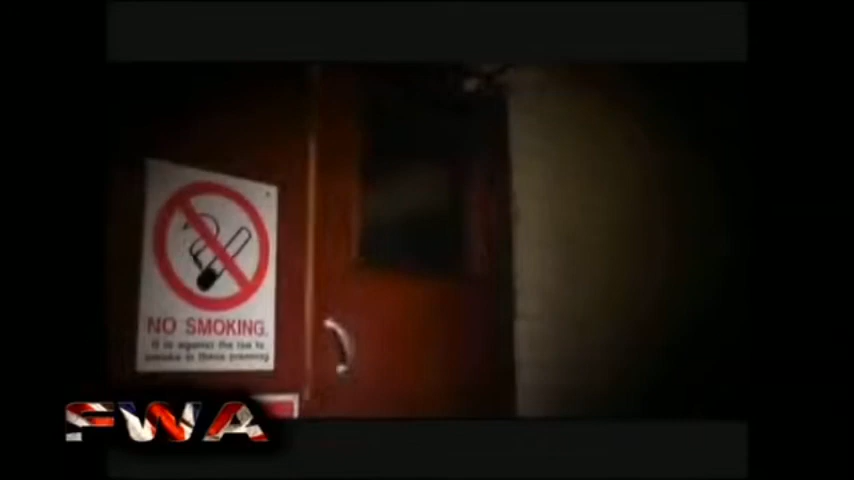 NO SMOKING.
It is against the law to
smoke in these premises
FWA